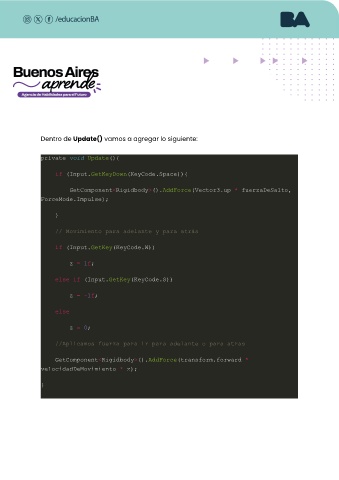 /educacionBA
BA
Buenos Aires
aprende
Agencia de Habilidades para el Futuro
Dentro de Update() vamos a agregar lo siguiente:
private void Update(){
if (Input.GetKeyDown(KeyCode.Space)){
GetComponent<Rigidbody>().AddForce(Vector3.up * fuerzaDeSalto,
ForceMode.Impulse);
}
// Movimiento para adelante y para atrás
if (Input.GetKey(KeyCode.W))
z = 1f;
else if (Input.GetKey(KeyCode.S))
z = -1f;
else
z = 0;
//Aplicamos fuerza para ir para adelante o para atras
GetComponent<Rigidbody>().AddForce(transform.forward *
velocidadDeMovimiento * z);
}